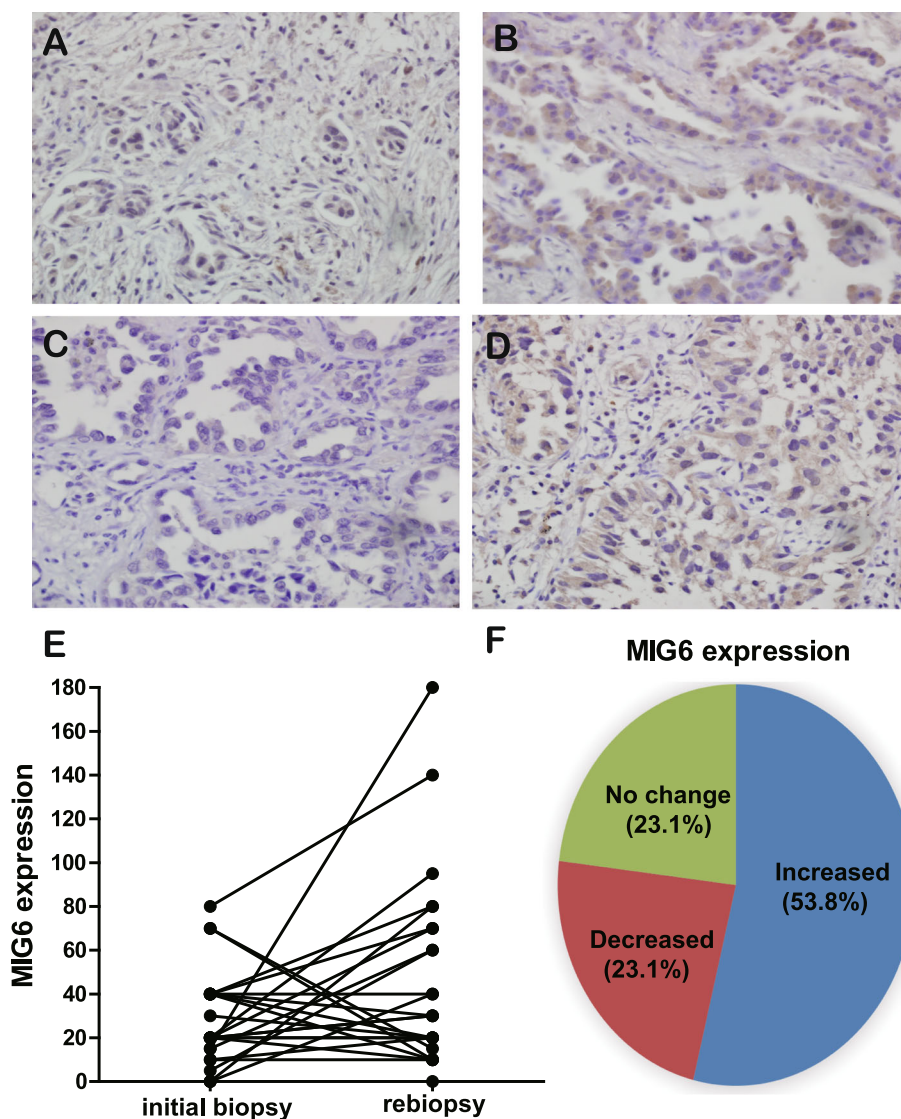 A
B
C
D
E
MIG6 expression
180
160
140
120
100
80
60
40
20
0
initial biopsy
rebiopsy
F
MIG6 expression
No change
(23.1%)
Increased
(53.8%)
Decreased
(23.1%)